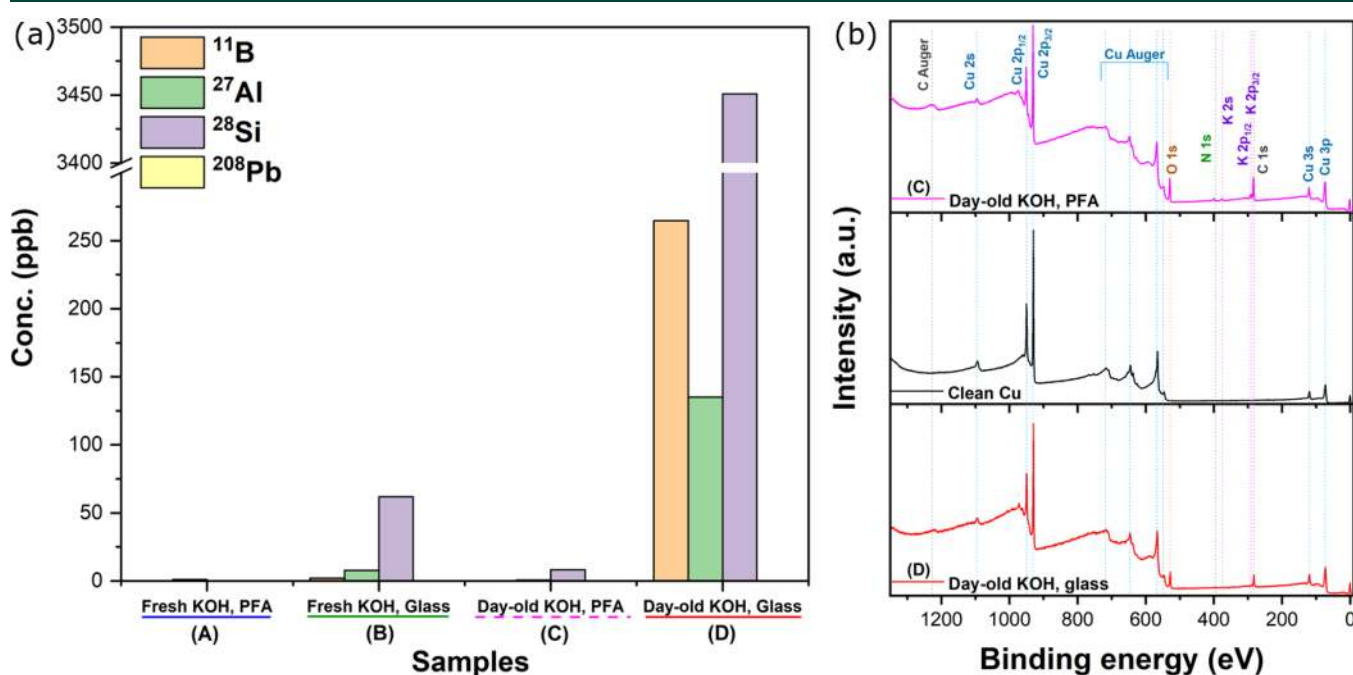 (a)
3500
3450
3400
250
200
150
100
50
0
Conc. (ppb)
¹¹B
²⁷Al
²⁸Si
²⁰⁸Pb
Fresh KOH, PFA
(A)
Fresh KOH, Glass
(B)
Day-old KOH, PFA
(C)
Day-old KOH, Glass
(D)
Samples
(b)
C Auger
Cu 2s
Cu 2p1/2
Cu 2p3/2
Cu Auger
O 1s
N 1s
K 2s
K 2p1/2
K 2p3/2
C 1s
Cu 3s
Cu 3p
(C)
Day-old KOH, PFA
Clean Cu
(D)
Day-old KOH, glass
Intensity (a.u.)
1200 1000 800 600 400 200 0
Binding energy (eV)